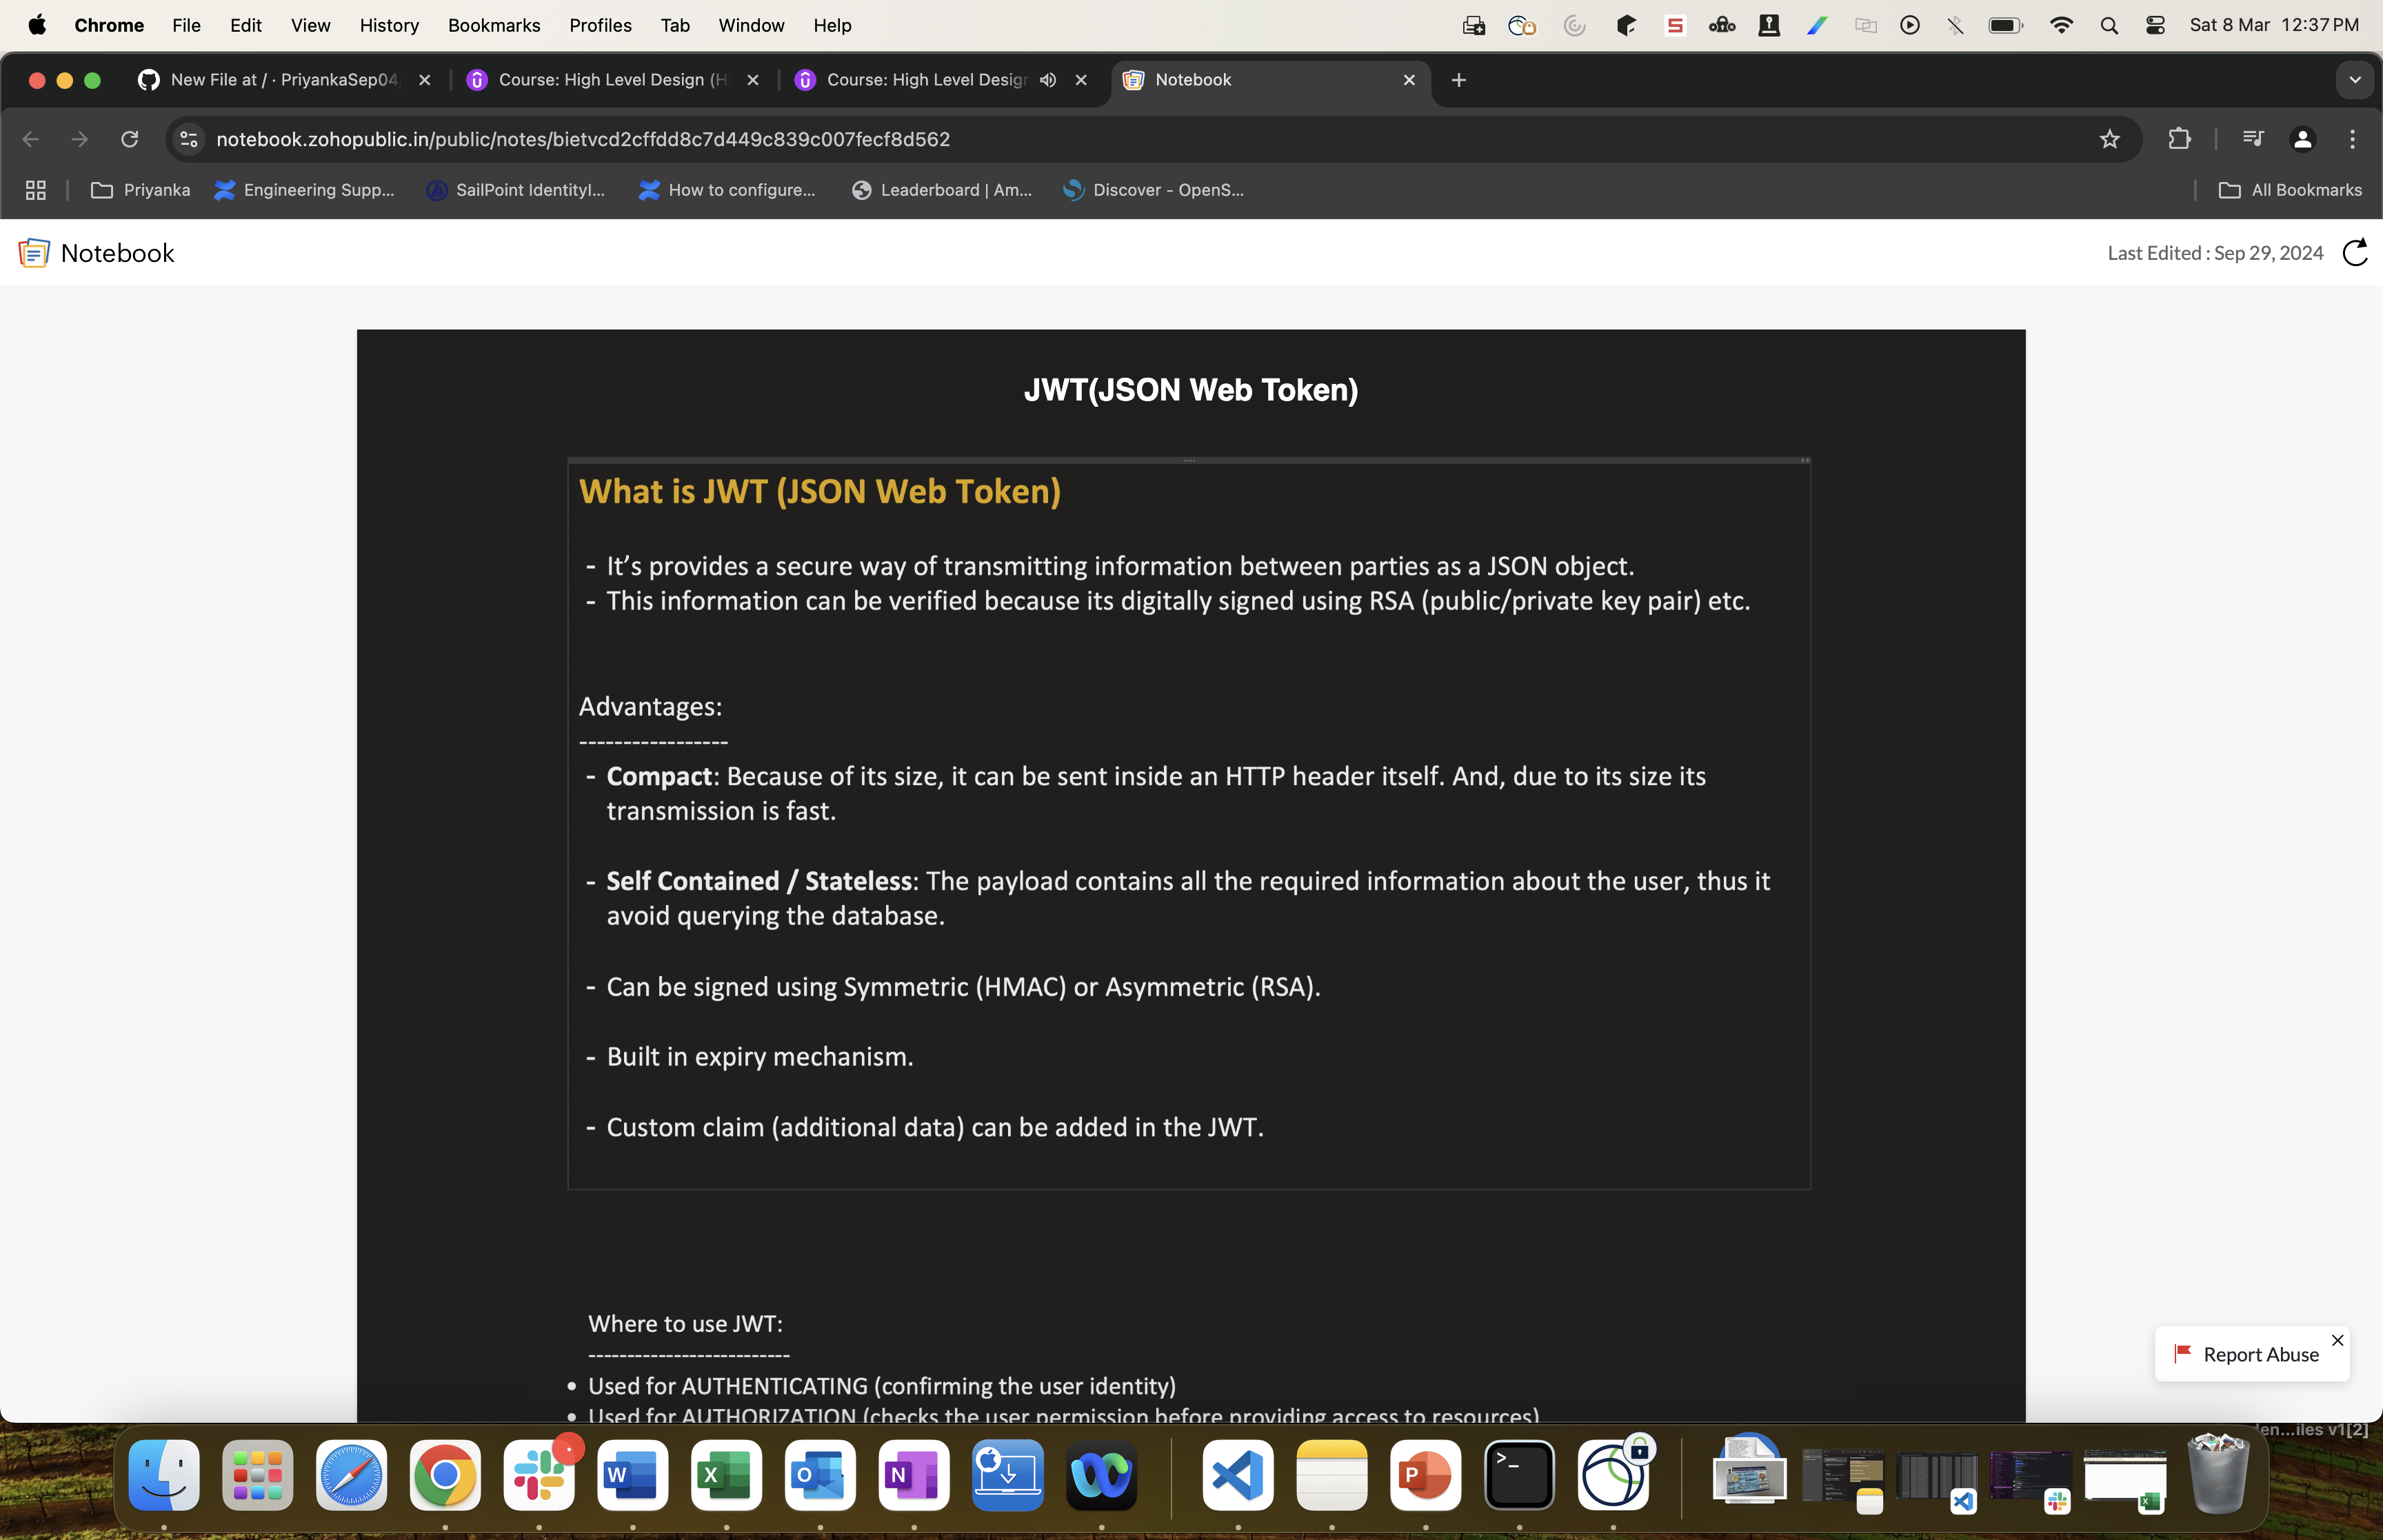 Chrome File Edit View History Bookmarks Profiles Tab Window Help Sat 8 Mar 12:37 PM
New File at / · PriyankaSep04 Course: High Level Design (H Course: High Level Design Notebook
notebook.zohopublic.in/public/notes/bietvcd2cffdd8c7d449c839c007fecf8d562
Priyanka Engineering Supp... SailPoint IdentityI... How to configure... Leaderboard | Am... Discover - OpenS... All Bookmarks
Notebook Last Edited : Sep 29, 2024
JWT(JSON Web Token)
What is JWT (JSON Web Token)
- It’s provides a secure way of transmitting information between parties as a JSON object.
- This information can be verified because its digitally signed using RSA (public/private key pair) etc.
Advantages:
-----------------
- Compact: Because of its size, it can be sent inside an HTTP header itself. And, due to its size its
transmission is fast.
- Self Contained / Stateless: The payload contains all the required information about the user, thus it
avoid querying the database.
- Can be signed using Symmetric (HMAC) or Asymmetric (RSA).
- Built in expiry mechanism.
- Custom claim (additional data) can be added in the JWT.
Where to use JWT:
--------------------------
• Used for AUTHENTICATING (confirming the user identity)
• Used for AUTHORIZATION (checks the user permission before providing access to resources)
Report Abuse
...iles v1[2]